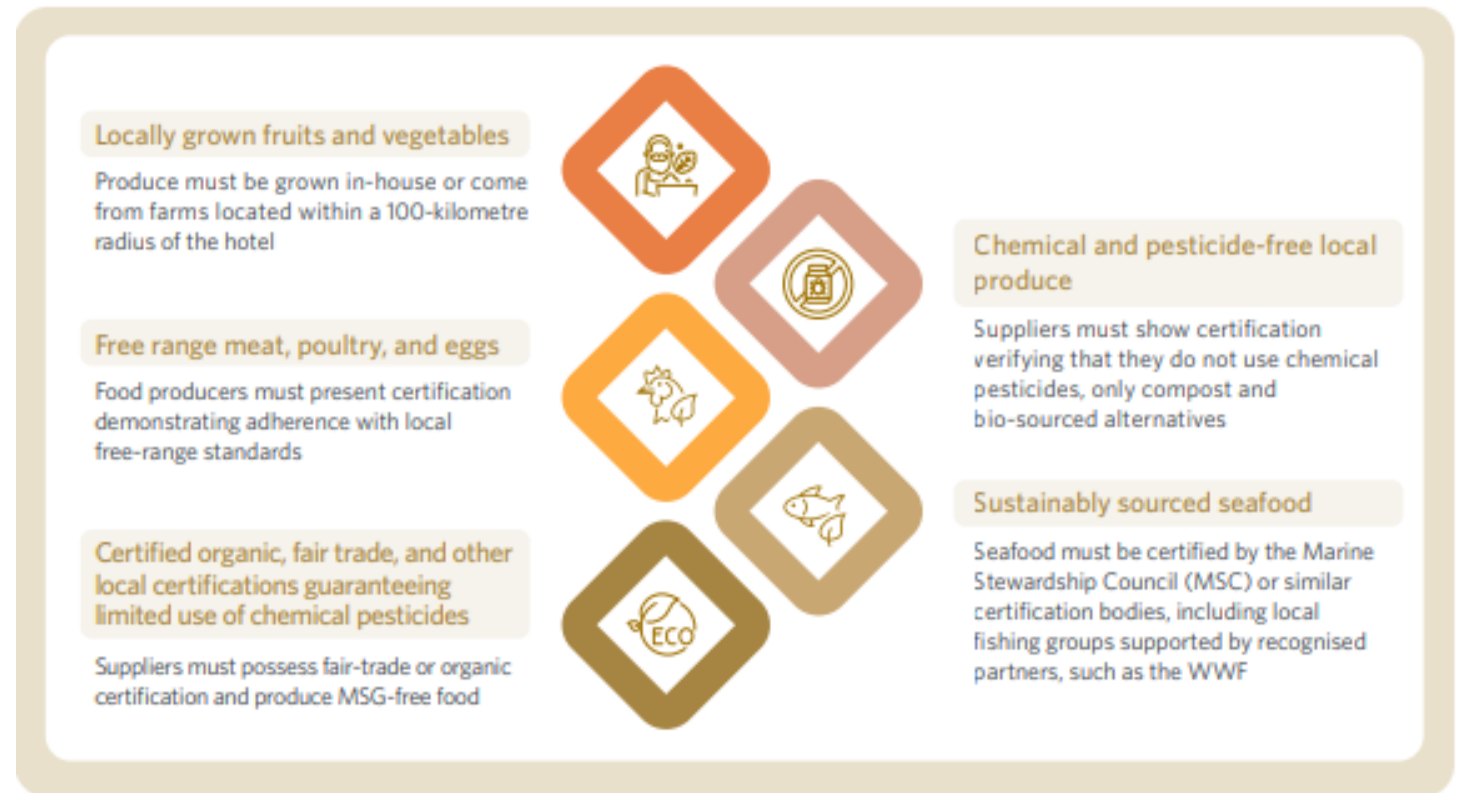 Locally grown fruits and vegetables
Produce must be grown in-house or come
from farms located within a 100-kilometre
radius of the hotel
Chemical and pesticide-free local
produce
Suppliers must show certification
verifying that they do not use chemical
pesticides, only compost and
bio-sourced alternatives
Free range meat, poultry, and eggs
Food producers must present certification
demonstrating adherence with local
free-range standards
Sustainably sourced seafood
Seafood must be certified by the Marine
Stewardship Council (MSC) or similar
certification bodies, including local
fishing groups supported by recognised
partners, such as the WWF
Certified organic, fair trade, and other
local certifications guaranteeing
limited use of chemical pesticides
Suppliers must possess fair-trade or organic
certification and produce MSG-free food
ECO